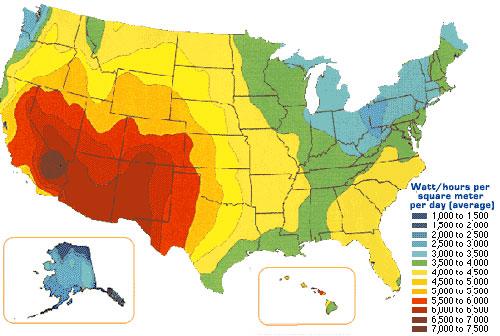 Watt/hours per
square meter
per day (average)
1,000 to 1 500
1,500 to 2,000
2,000 to 2,500
2,500 to 3,000
3,000 to 3,500
3,500 to 4,000
4,000 to 4,500
4,500 to 5,000
5,000 to 5,500
5,500 to 6,000
6,000 to 6,500
6,500 to 7,000
7,000 to 7,500